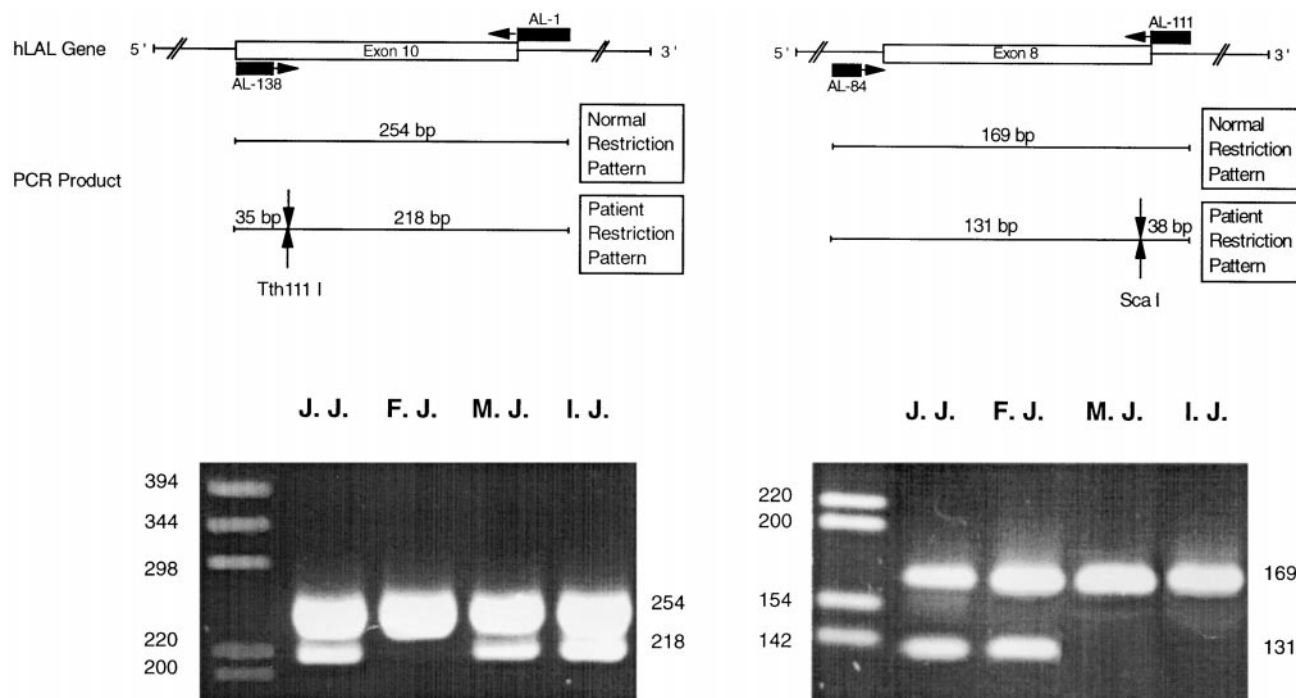 hLAL Gene
5'
AL-1
Exon 10
3'
AL-138
5'
AL-111
Exon 8
3'
AL-84
PCR Product
254 bp
Normal
Restriction
Pattern
35 bp
218 bp
Patient
Restriction
Pattern
Tth111 I
169 bp
Normal
Restriction
Pattern
131 bp
38 bp
Patient
Restriction
Pattern
Sca I
J. J.
F. J.
M. J.
I. J.
394
344
298
220
200
254
218
J. J.
F. J.
M. J.
I. J.
220
200
154
142
169
131